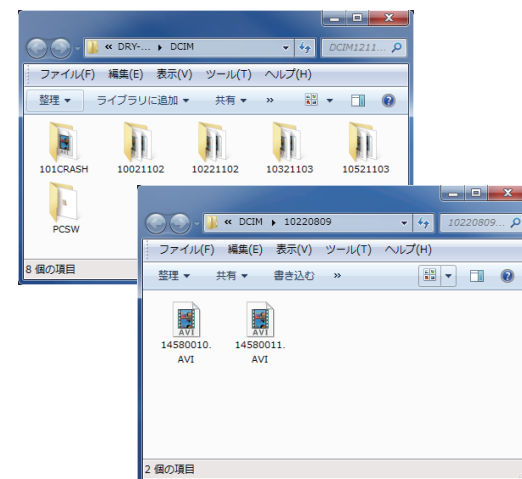 « DRY-... ▸ DCIM DCIM1211...
ファイル(F) 編集(E) 表示(V) ツール(T) ヘルプ(H)
整理 ▼ ライブラリに追加 ▼ 共有 ▼ »
101CRASH 10021102 10221102 10321103 10521103
PCSW
8 個の項目
« DCIM ▸ 10220809 10220809...
ファイル(F) 編集(E) 表示(V) ツール(T) ヘルプ(H)
整理 ▼ 共有 ▼ 書き込む »
AVI AVI
14580010. 14580011.
AVI AVI
2 個の項目